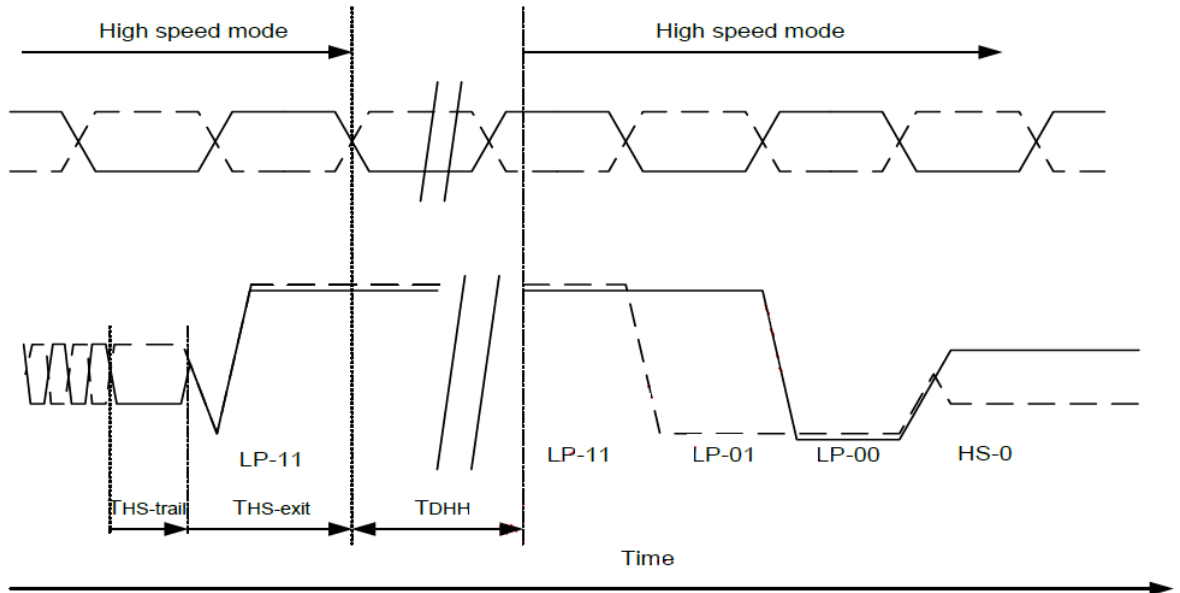 High speed mode
High speed mode
LP-11
LP-11
LP-01
LP-00
HS-0
THS-trail
THS-exit
TDHH
Time